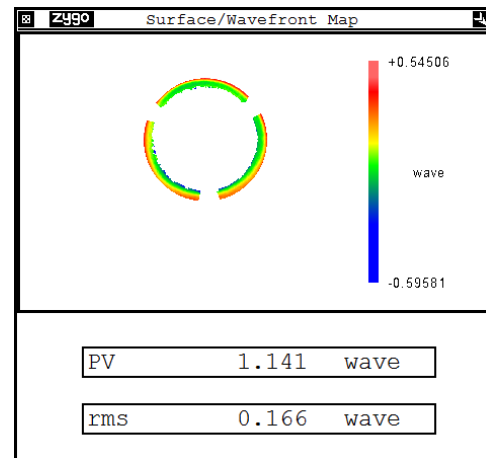 zygo Surface/Wavefront Map
+0.54506
wave
-0.59581
PV 1.141 wave
rms 0.166 wave